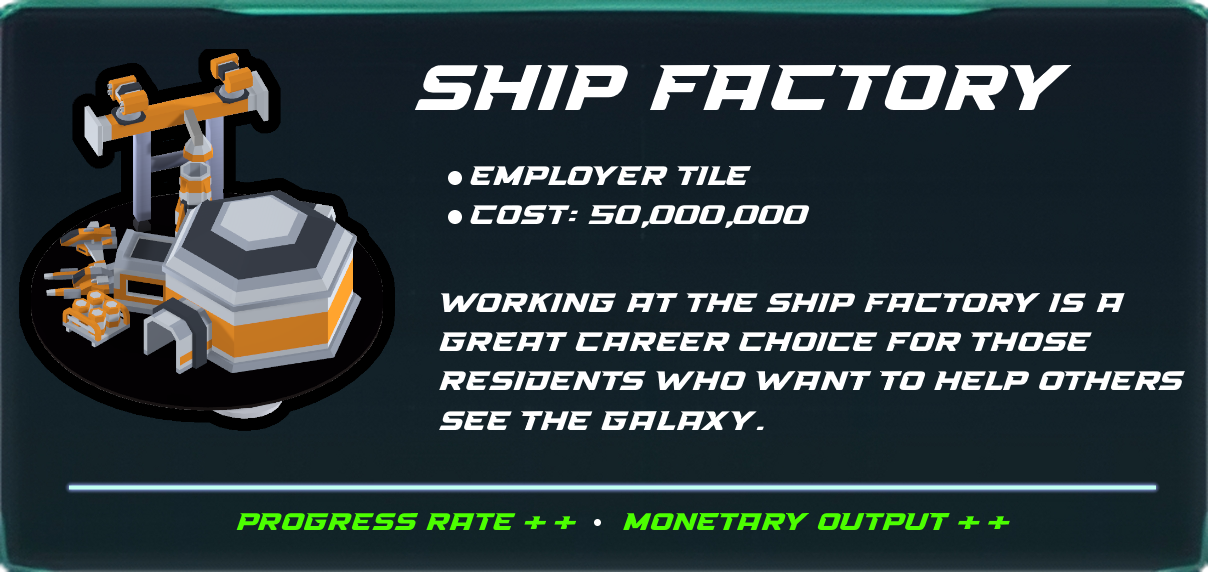 SHIP FACTORY
• EMPLOYER TILE
• COST: 50,000,000
WORKING AT THE SHIP FACTORY IS A
GREAT CAREER CHOICE FOR THOSE
RESIDENTS WHO WANT TO HELP OTHERS
SEE THE GALAXY.
PROGRESS RATE ++ • MONETARY OUTPUT ++